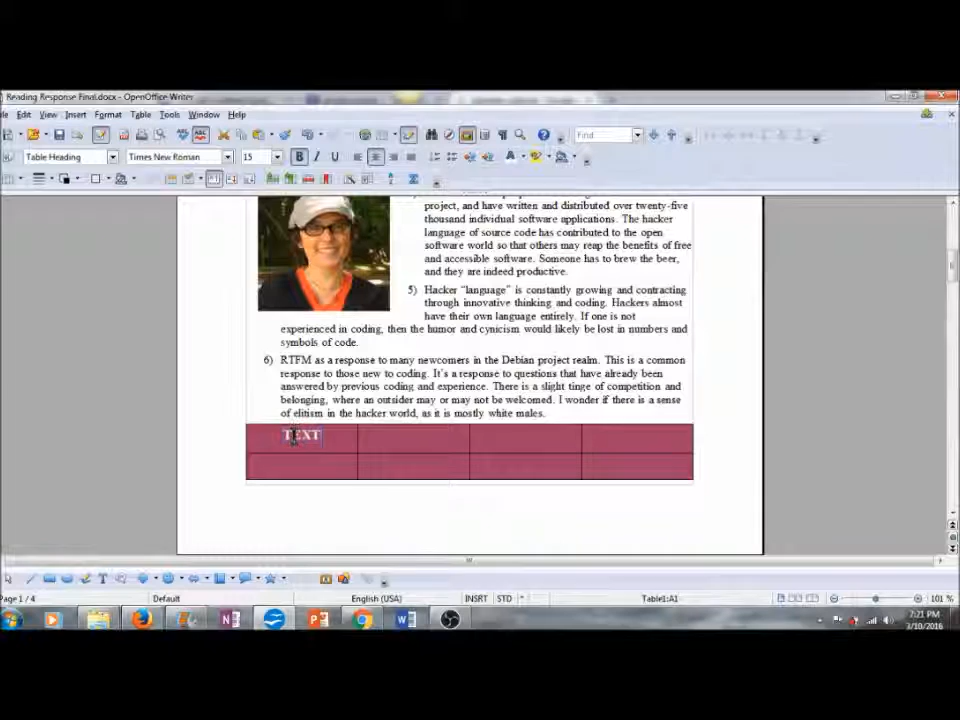 Reading Response Final.docx - OpenOffice Writer
Edit View Insert Format Table Tools Window Help
Find
Table Heading Times New Roman 15 B I U
project, and have written and distributed over twenty-five
thousand individual software applications. The hacker
language of source code has contributed to the open
software world so that others may reap the benefits of free
and accessible software. Someone has to brew the beer,
and they are indeed productive.
5) Hacker “language” is constantly growing and contracting
through innovative thinking and coding. Hackers almost
have their own language entirely. If one is not
experienced in coding, then the humor and cynicism would likely be lost in numbers and
symbols of code.
6) RTFM as a response to many newcomers in the Debian project realm. This is a common
response to those new to coding. It’s a response to questions that have already been
answered by previous coding and experience. There is a slight tinge of competition and
belonging, where an outsider may or may not be welcomed. I wonder if there is a sense
of elitism in the hacker world, as it is mostly white males.
TEXT
Page 1 / 4 Default English (USA) INSRT STD * Table1:A1 101 %
7:21 PM
3/10/2016